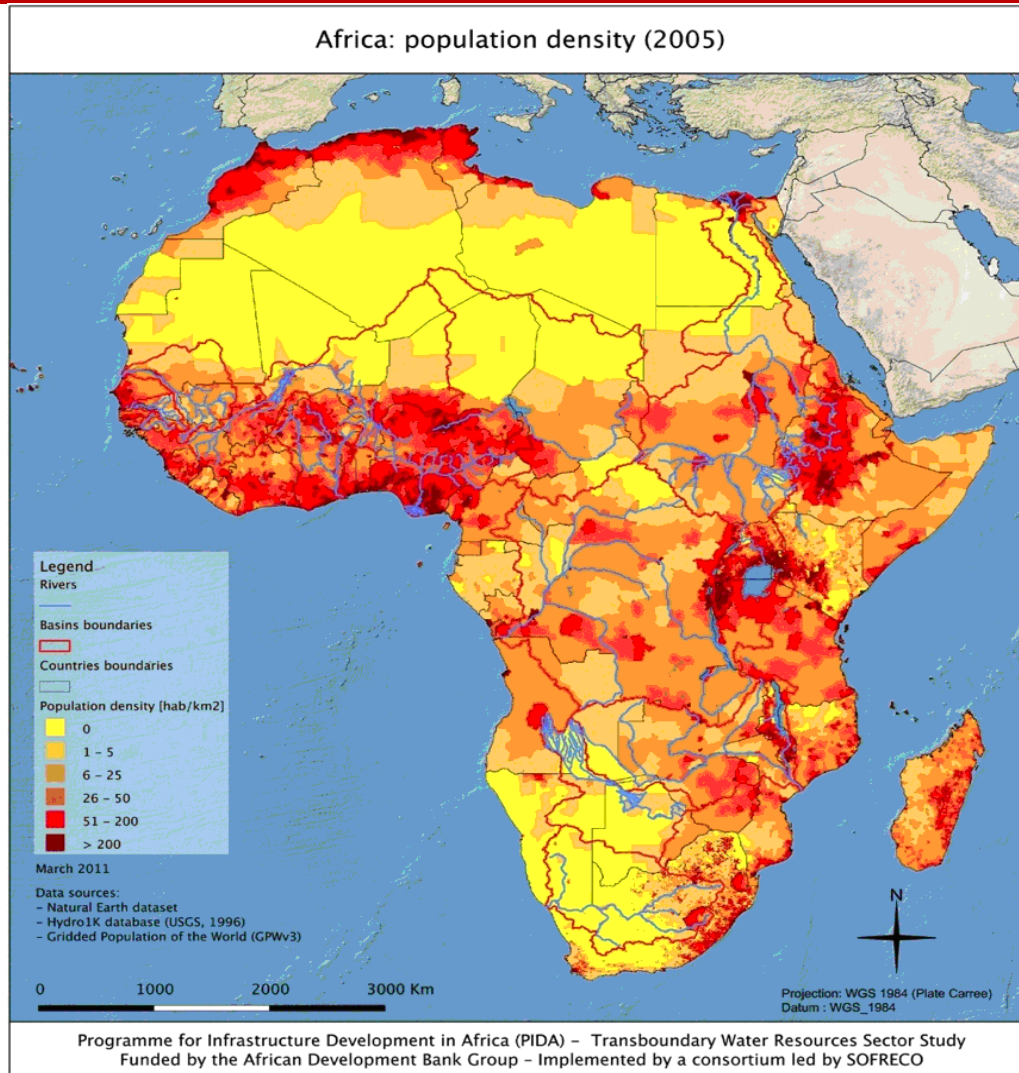 Africa: population density (2005)
Legend
Rivers
Basins boundaries
Countries boundaries
Population density [hab/km2]
0
1 – 5
6 – 25
26 – 50
51 – 200
> 200
March 2011
Data sources:
– Natural Earth dataset
– Hydro1K database (USGS, 1996)
– Gridded Population of the World (GPWv3)
0 1000 2000 3000 Km
N
Projection: WGS 1984 (Plate Carree)
Datum : WGS_1984
Programme for Infrastructure Development in Africa (PIDA) – Transboundary Water Resources Sector Study
Funded by the African Development Bank Group – Implemented by a consortium led by SOFRECO